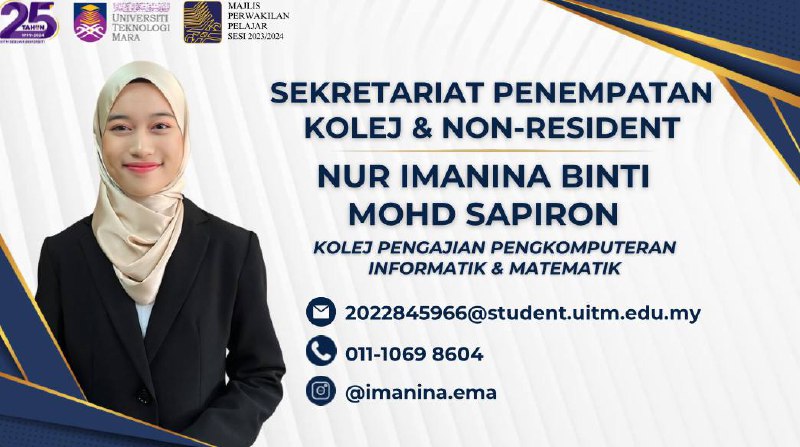 25
TAHUN
UNIVERSITI
TEKNOLOGI
MARA
MAJLIS
PERWAKILAN
PELAJAR
SESI 2023/2024
SEKRETARIAT PENEMPATAN
KOLEJ & NON-RESIDENT
NUR IMANINA BINTI
MOHD SAPIRON
KOLEJ PENGAJIAN PENGKOMPUTERAN
INFORMATIK & MATEMATIK
2022845966@student.uitm.edu.my
011-1069 8604
@imanina.ema